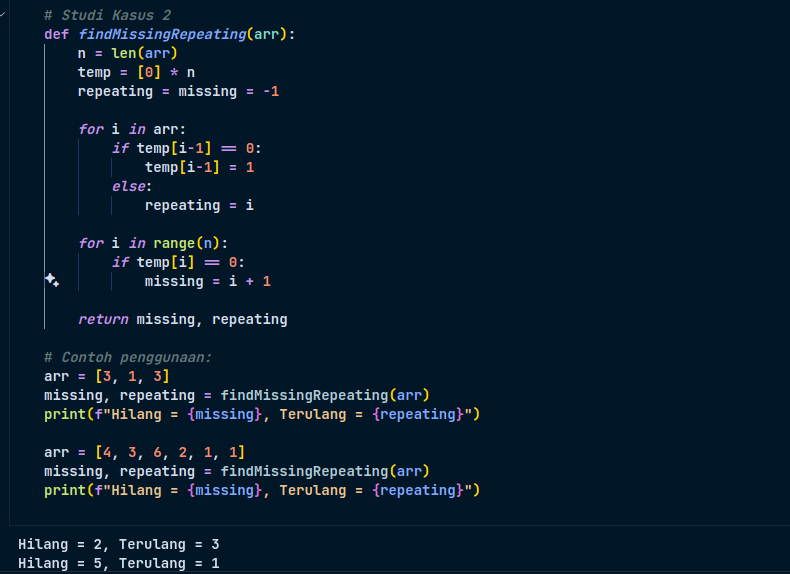 # Studi Kasus 2
def findMissingRepeating(arr):
    n = len(arr)
    temp = [0] * n
    repeating = missing = -1

    for i in arr:
        if temp[i-1] == 0:
            temp[i-1] = 1
        else:
            repeating = i

    for i in range(n):
        if temp[i] == 0:
            missing = i + 1

    return missing, repeating

# Contoh penggunaan:
arr = [3, 1, 3]
missing, repeating = findMissingRepeating(arr)
print(f"Hilang = {missing}, Terulang = {repeating}")

arr = [4, 3, 6, 2, 1, 1]
missing, repeating = findMissingRepeating(arr)
print(f"Hilang = {missing}, Terulang = {repeating}")

Hilang = 2, Terulang = 3
Hilang = 5, Terulang = 1